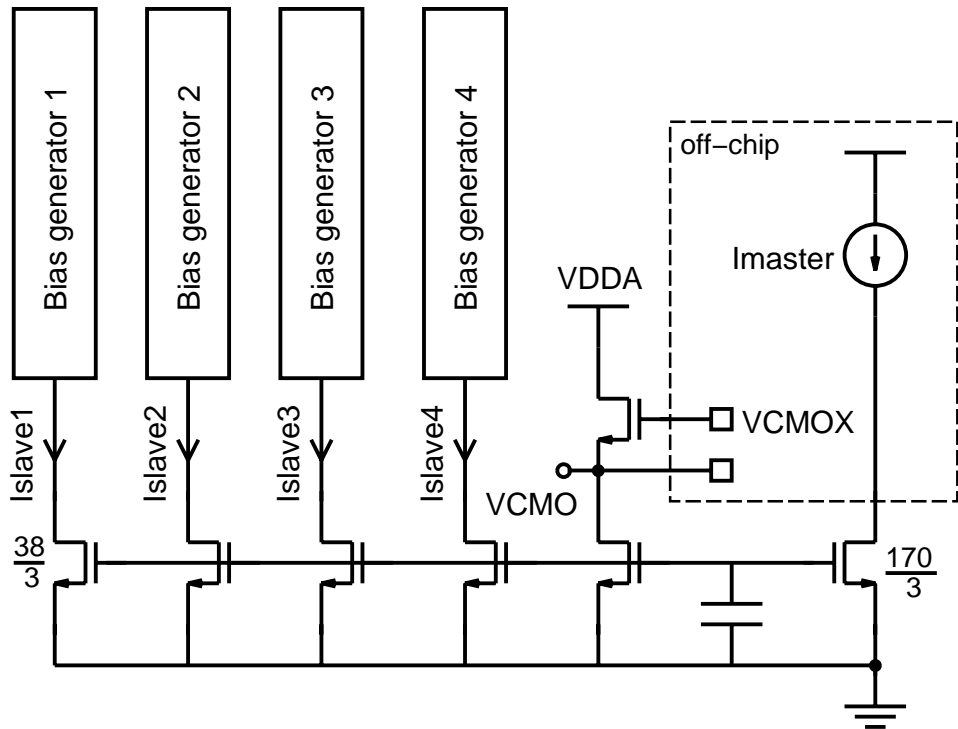 Bias generator 1
Bias generator 2
Bias generator 3
Bias generator 4
off−chip
Imaster
VDDA
VCMOX
VCMO
Islave1
Islave2
Islave3
Islave4
38
3
170
3